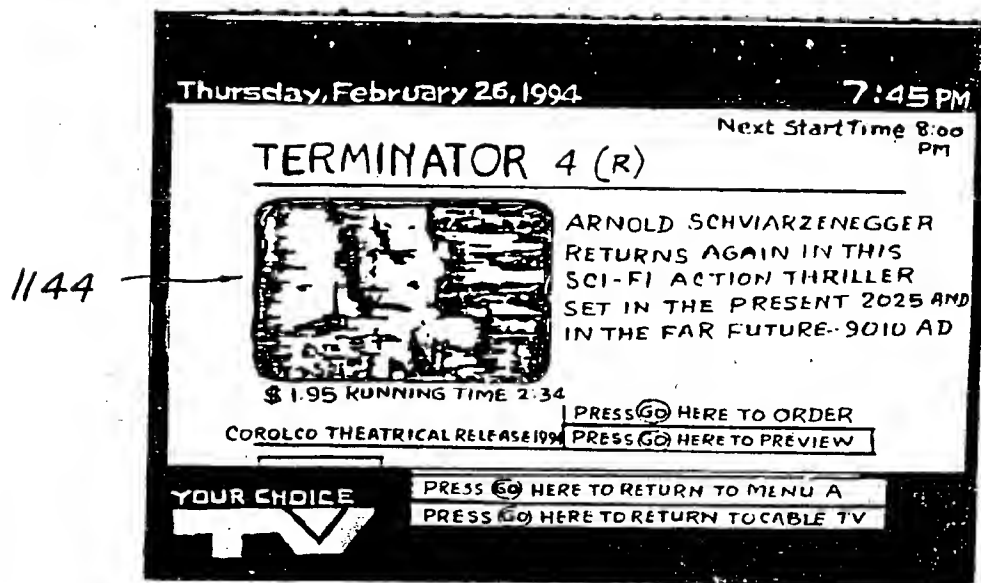 Thursday, February 26, 1994 7:45 PM
Next Start Time 8:00 PM
TERMINATOR 4 (R)
1144
ARNOLD SCHVIARZENEGGER
RETURNS AGAIN IN THIS
SCI-FI ACTION THRILLER
SET IN THE PRESENT 2025 AND
IN THE FAR FUTURE--9010 AD
$ 1.95 RUNNING TIME 2:34
PRESS GO HERE TO ORDER
COROLCO THEATRICAL RELEASE 1994
PRESS GO HERE TO PREVIEW
YOUR CHOICE
TV
PRESS GO HERE TO RETURN TO MENU A
PRESS GO HERE TO RETURN TO CABLE TV